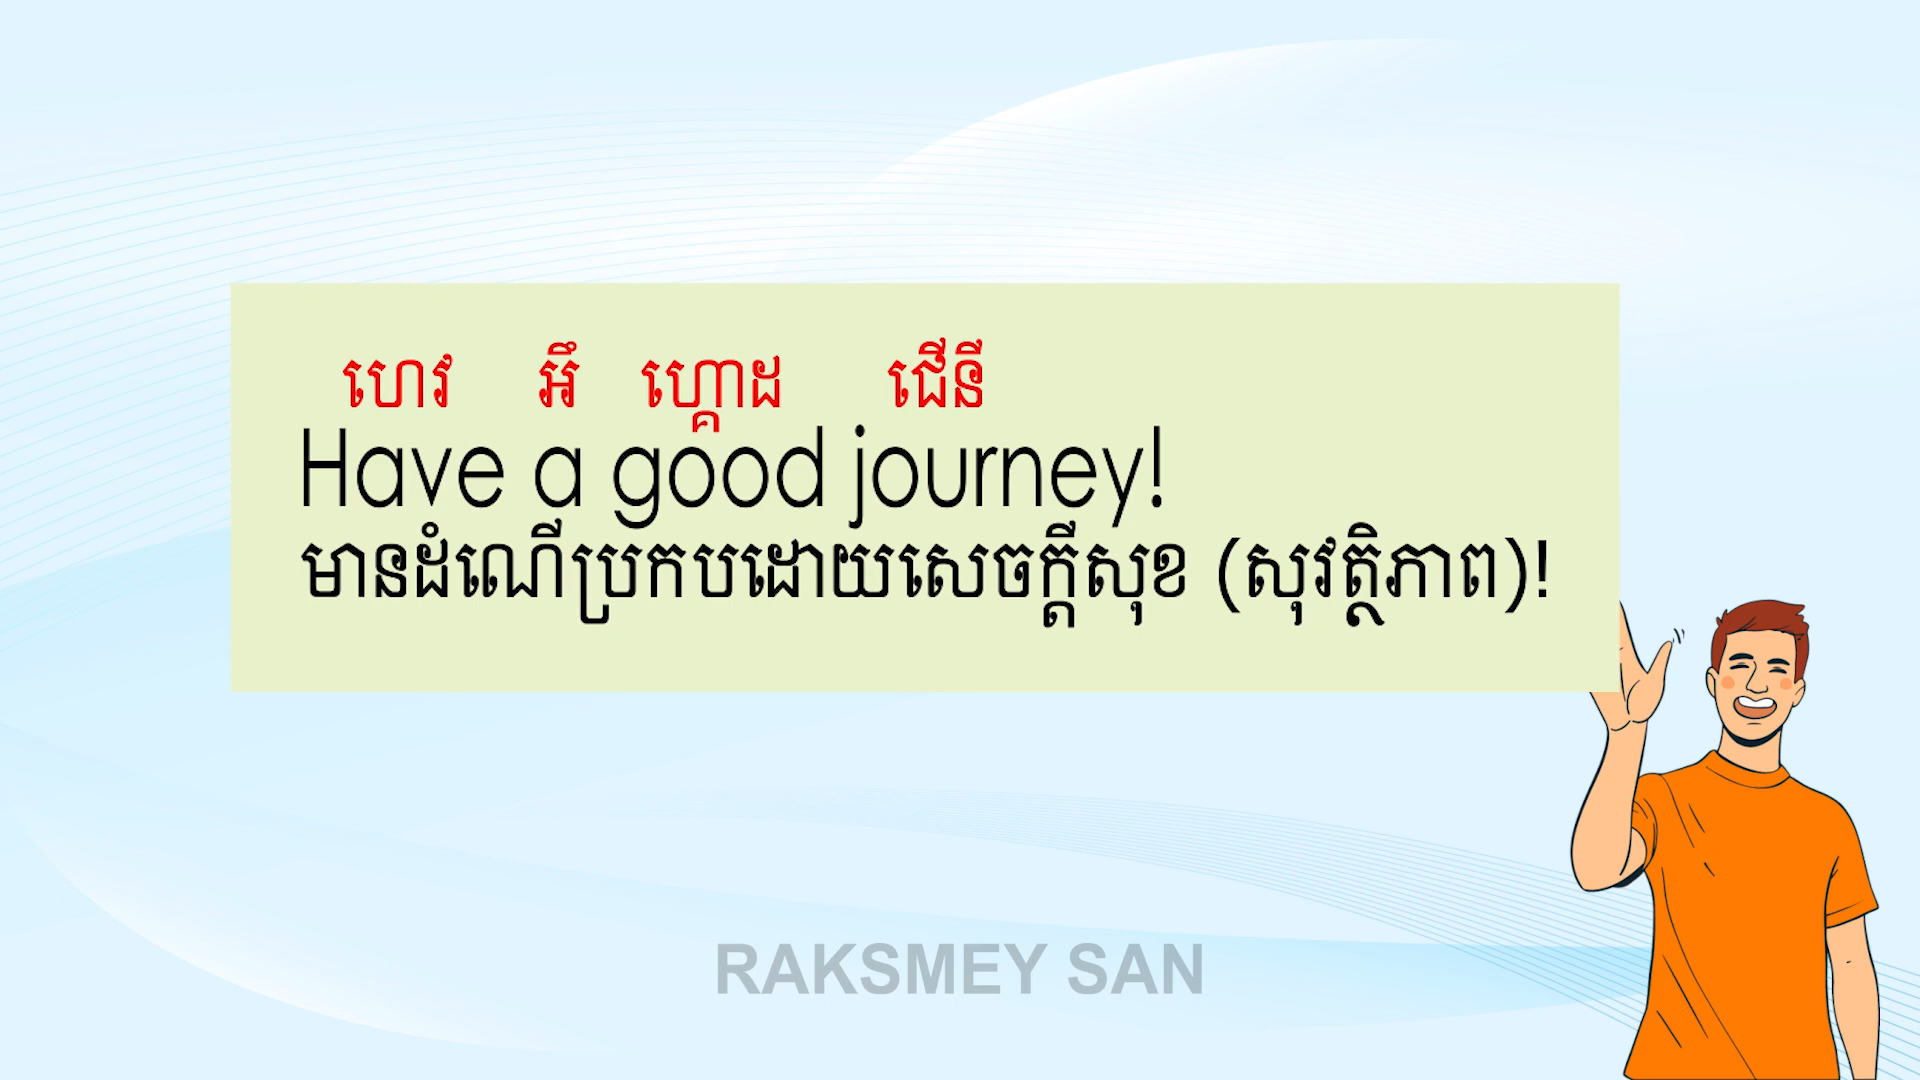 ហេវ អឹ ហ្គោដ ជើនី
Have a good journey!
មានដំណើប្រកបដោយសេចក្ដីសុខ (សុវត្ថិភាព)!
RAKSMEY SAN